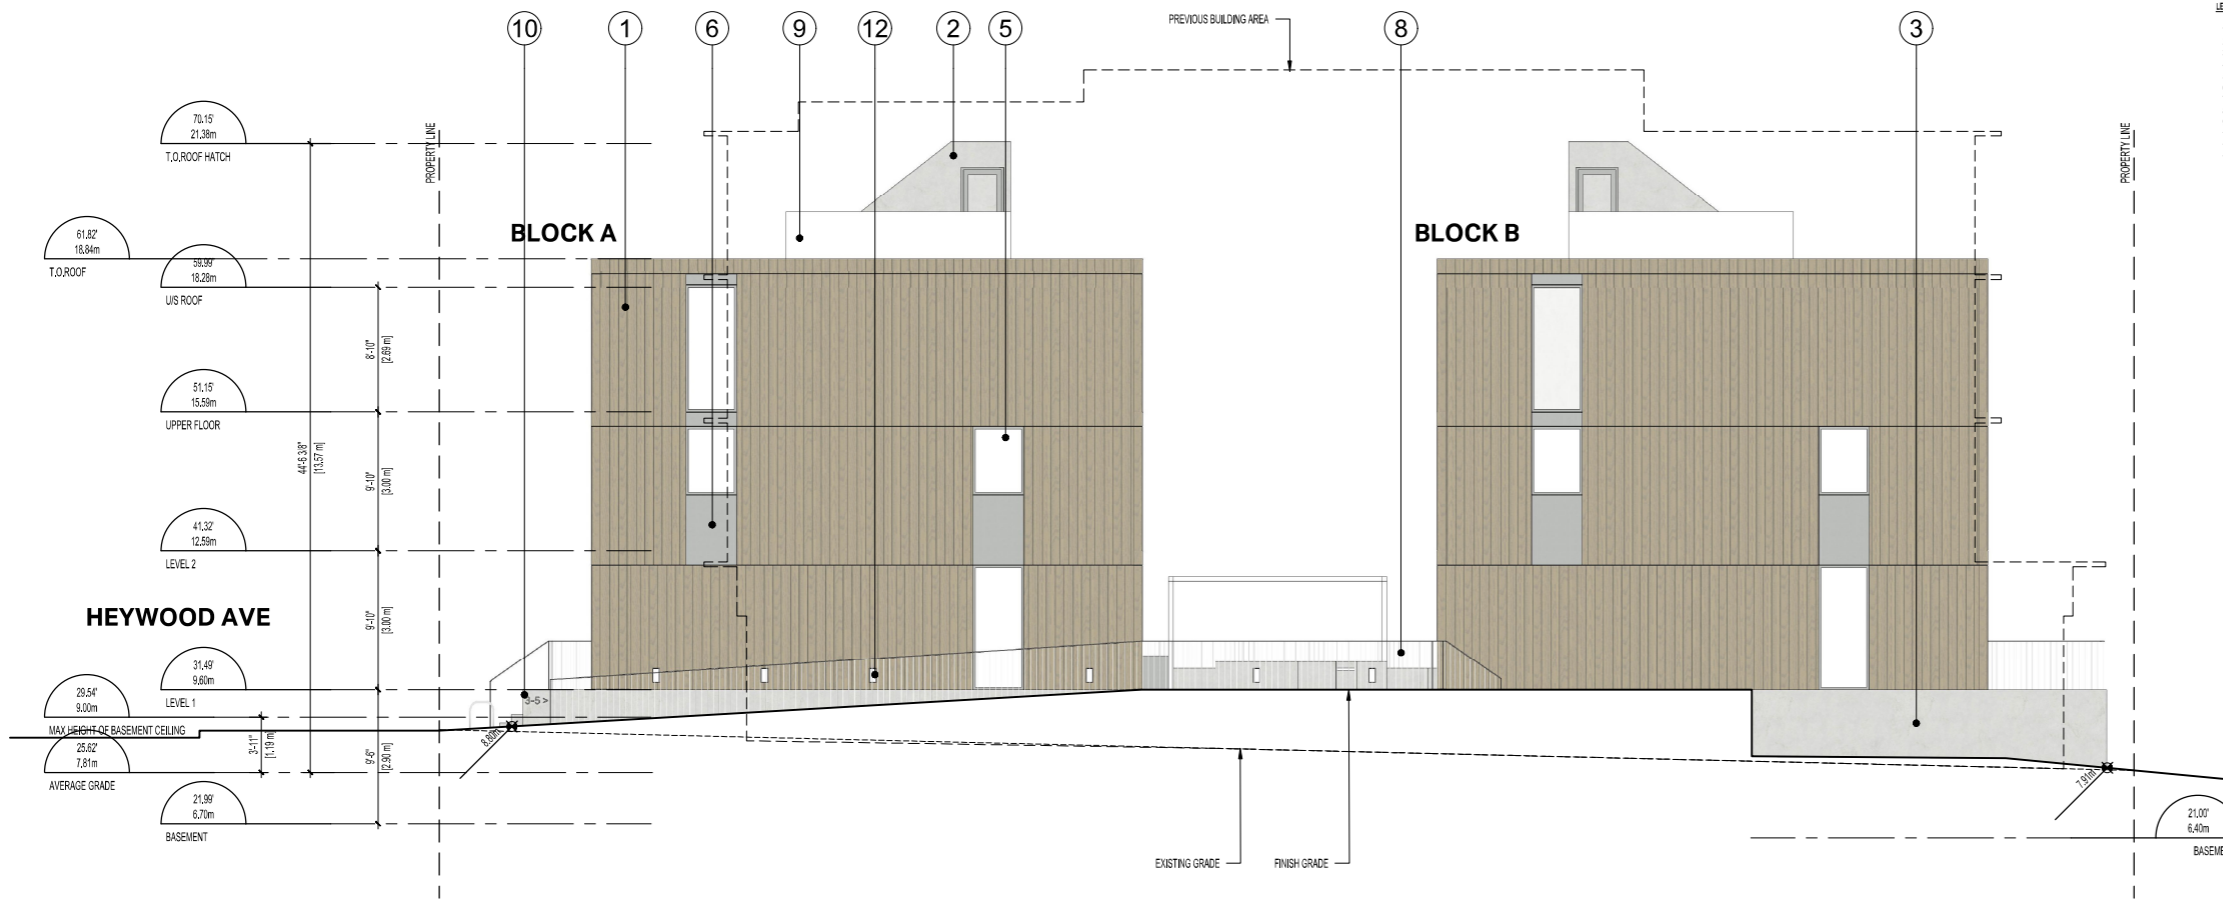 10
1
6
9
12
2
5
8
3
PREVIOUS BUILDING AREA
70.15'
21.38m
T.O.ROOF HATCH
PROPERTY LINE
PROPERTY LINE
61.82'
18.84m
T.O.ROOF
BLOCK A
BLOCK B
59.99'
18.28m
U/S ROOF
8'-10"
[2.69 m]
51.15'
15.59m
UPPER FLOOR
44'-6 3/8"
[13.57 m]
9'-10"
[3.00 m]
41.32'
12.59m
LEVEL 2
HEYWOOD AVE
9'-10"
[3.00 m]
31.49'
9.60m
LEVEL 1
29.54'
9.00m
MAX HEIGHT OF BASEMENT CEILING
3-5 >
8.80m
3'-11"
[1.19 m]
9'-6"
[2.90 m]
25.62'
7.81m
AVERAGE GRADE
7.91m
21.99'
6.70m
BASEMENT
21.00'
6.40m
BASEME
EXISTING GRADE
FINISH GRADE